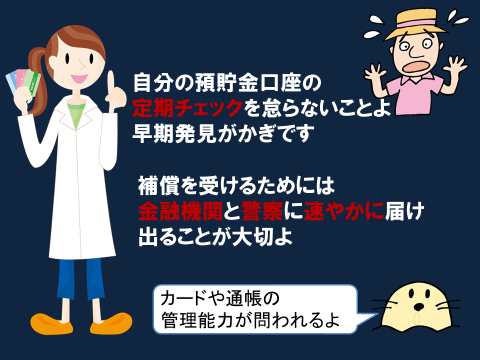 自分の預貯金口座の
定期チェックを怠らないことよ
早期発見がかぎです
補償を受けるためには
金融機関と警察に速やかに届け
出ることが大切よ
カードや通帳の
管理能力が問われるよ